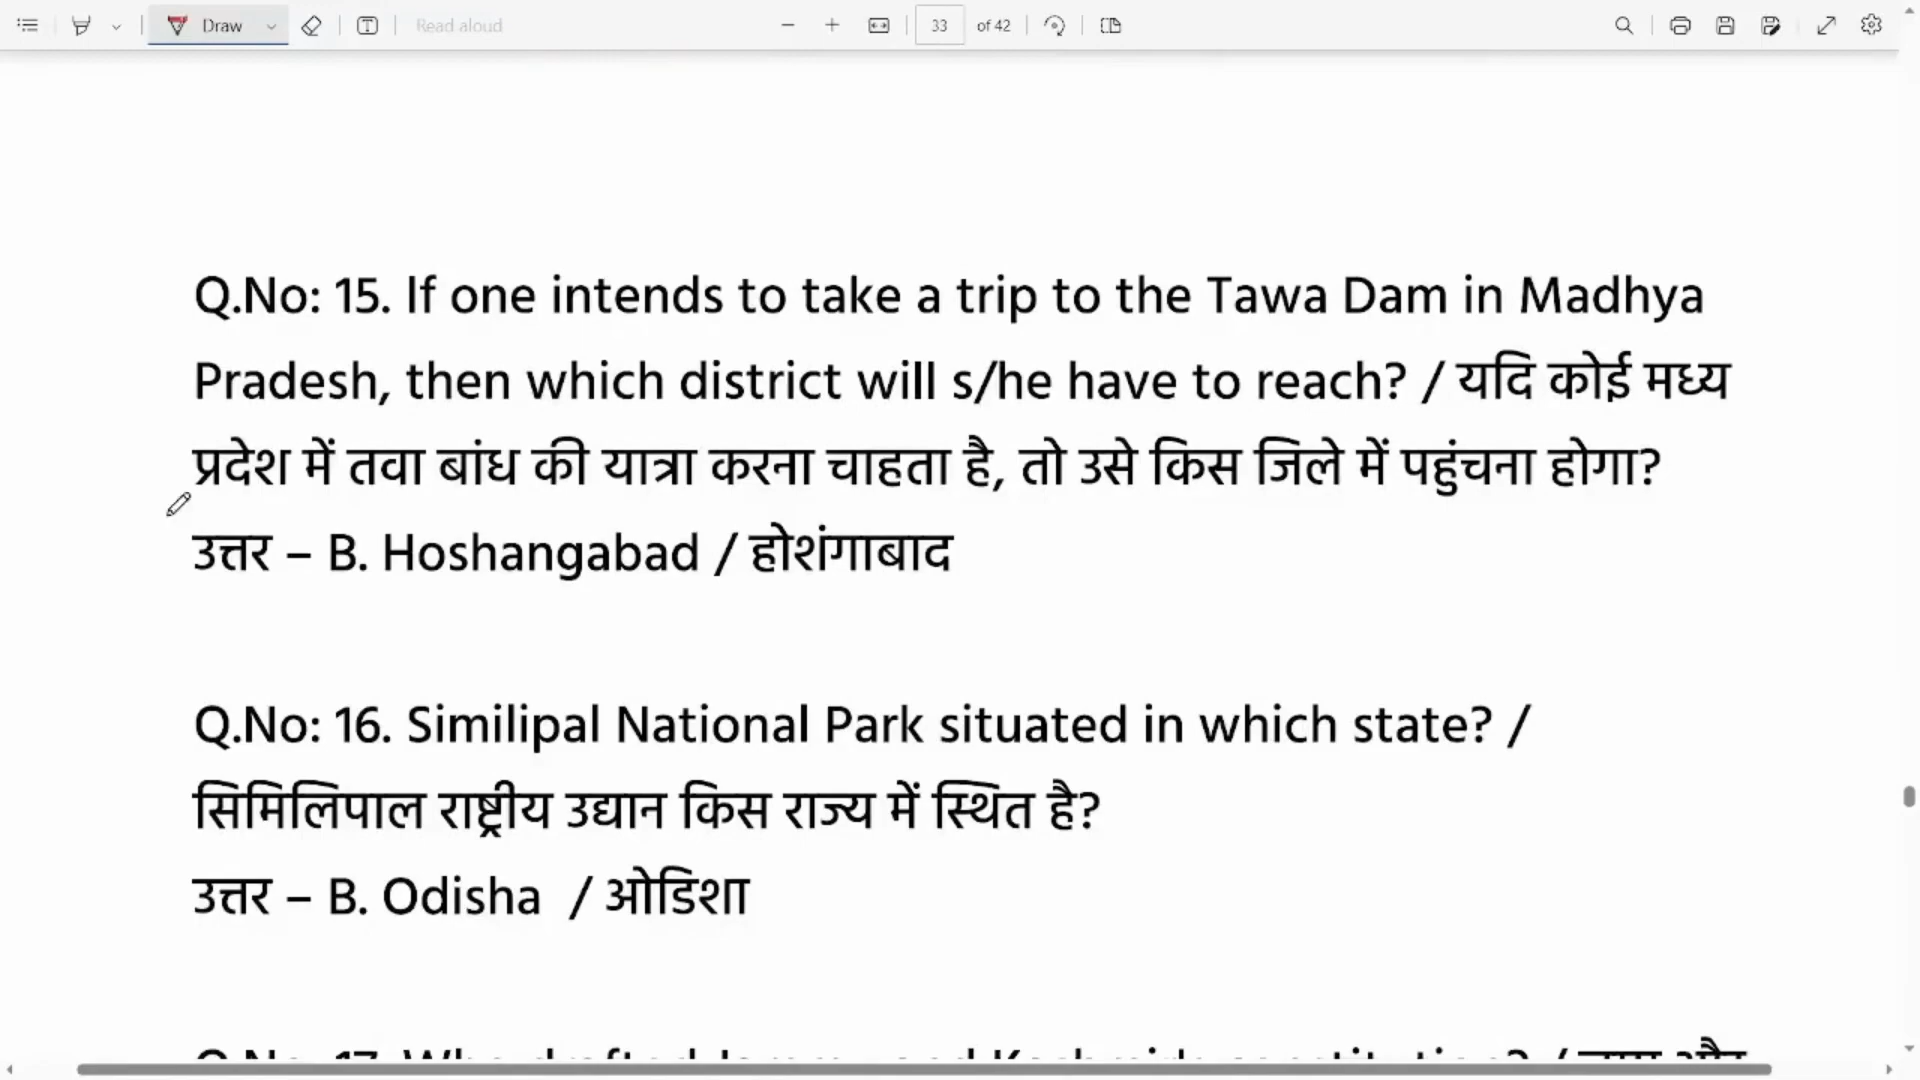 Draw
Read aloud
33 of 42
Q.No: 15. If one intends to take a trip to the Tawa Dam in Madhya
Pradesh, then which district will s/he have to reach? / यदि कोई मध्य
प्रदेश में तवा बांध की यात्रा करना चाहता है, तो उसे किस जिले में पहुंचना होगा?
उत्तर – B. Hoshangabad / होशंगाबाद
Q.No: 16. Similipal National Park situated in which state? /
सिमिलिपाल राष्ट्रीय उद्यान किस राज्य में स्थित है?
उत्तर – B. Odisha / ओडिशा